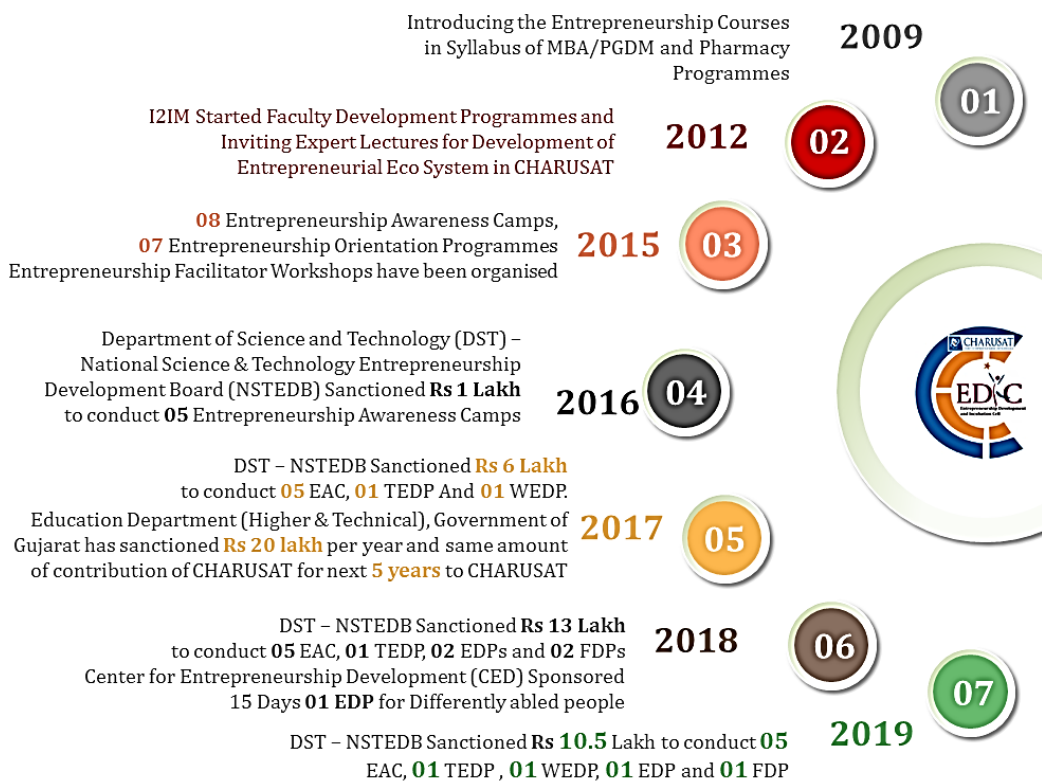 Introducing the Entrepreneurship Courses
in Syllabus of MBA/PGDM and Pharmacy
Programmes
2009
01
I2IM Started Faculty Development Programmes and
Inviting Expert Lectures for Development of
Entrepreneurial Eco System in CHARUSAT
2012
02
08 Entrepreneurship Awareness Camps,
07 Entrepreneurship Orientation Programmes
Entrepreneurship Facilitator Workshops have been organised
2015
03
Department of Science and Technology (DST) –
National Science & Technology Entrepreneurship
Development Board (NSTEDB) Sanctioned Rs 1 Lakh
to conduct 05 Entrepreneurship Awareness Camps
2016
04
CHARUSAT
EDIC
Entrepreneurship Development
and Incubation Cell
DST – NSTEDB Sanctioned Rs 6 Lakh
to conduct 05 EAC, 01 TEDP And 01 WEDP.
Education Department (Higher & Technical), Government of
Gujarat has sanctioned Rs 20 lakh per year and same amount
of contribution of CHARUSAT for next 5 years to CHARUSAT
2017
05
DST – NSTEDB Sanctioned Rs 13 Lakh
to conduct 05 EAC, 01 TEDP, 02 EDPs and 02 FDPs
Center for Entrepreneurship Development (CED) Sponsored
15 Days 01 EDP for Differently abled people
2018
06
DST – NSTEDB Sanctioned Rs 10.5 Lakh to conduct 05
EAC, 01 TEDP , 01 WEDP, 01 EDP and 01 FDP
2019
07